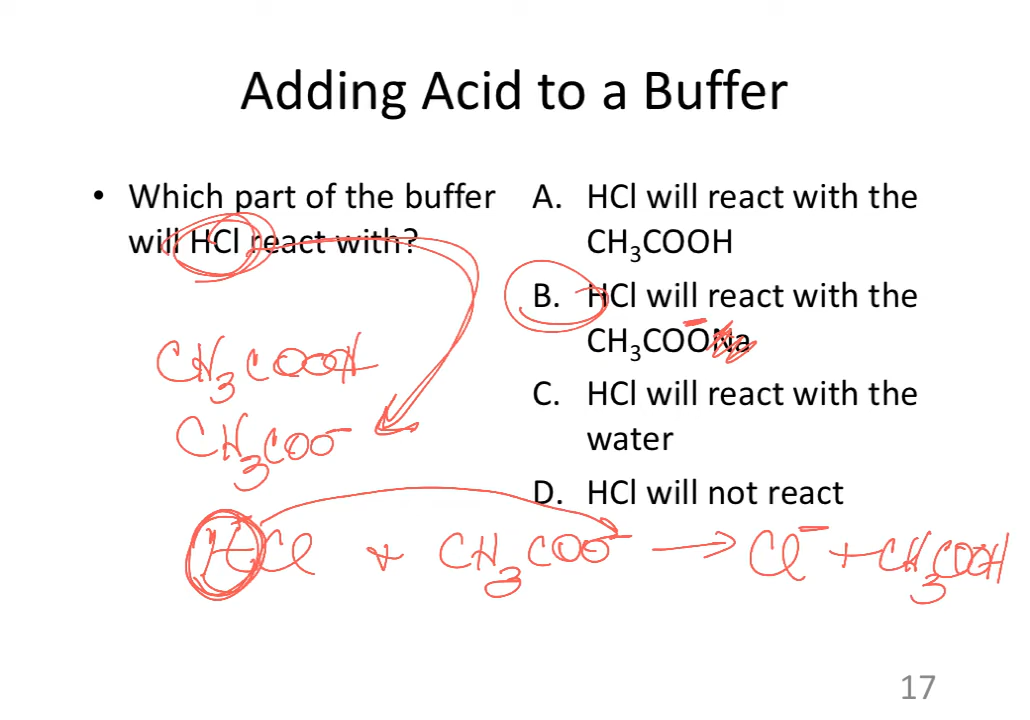 Adding Acid to a Buffer
• Which part of the buffer
will HCl react with?
CH₃COOH
CH₃COO⁻
A. HCl will react with the
CH₃COOH
B. HCl will react with the
CH₃COO⁻Na
C. HCl will react with the
water
D. HCl will not react
HCl + CH₃COO⁻ → Cl⁻ + CH₃COOH
17